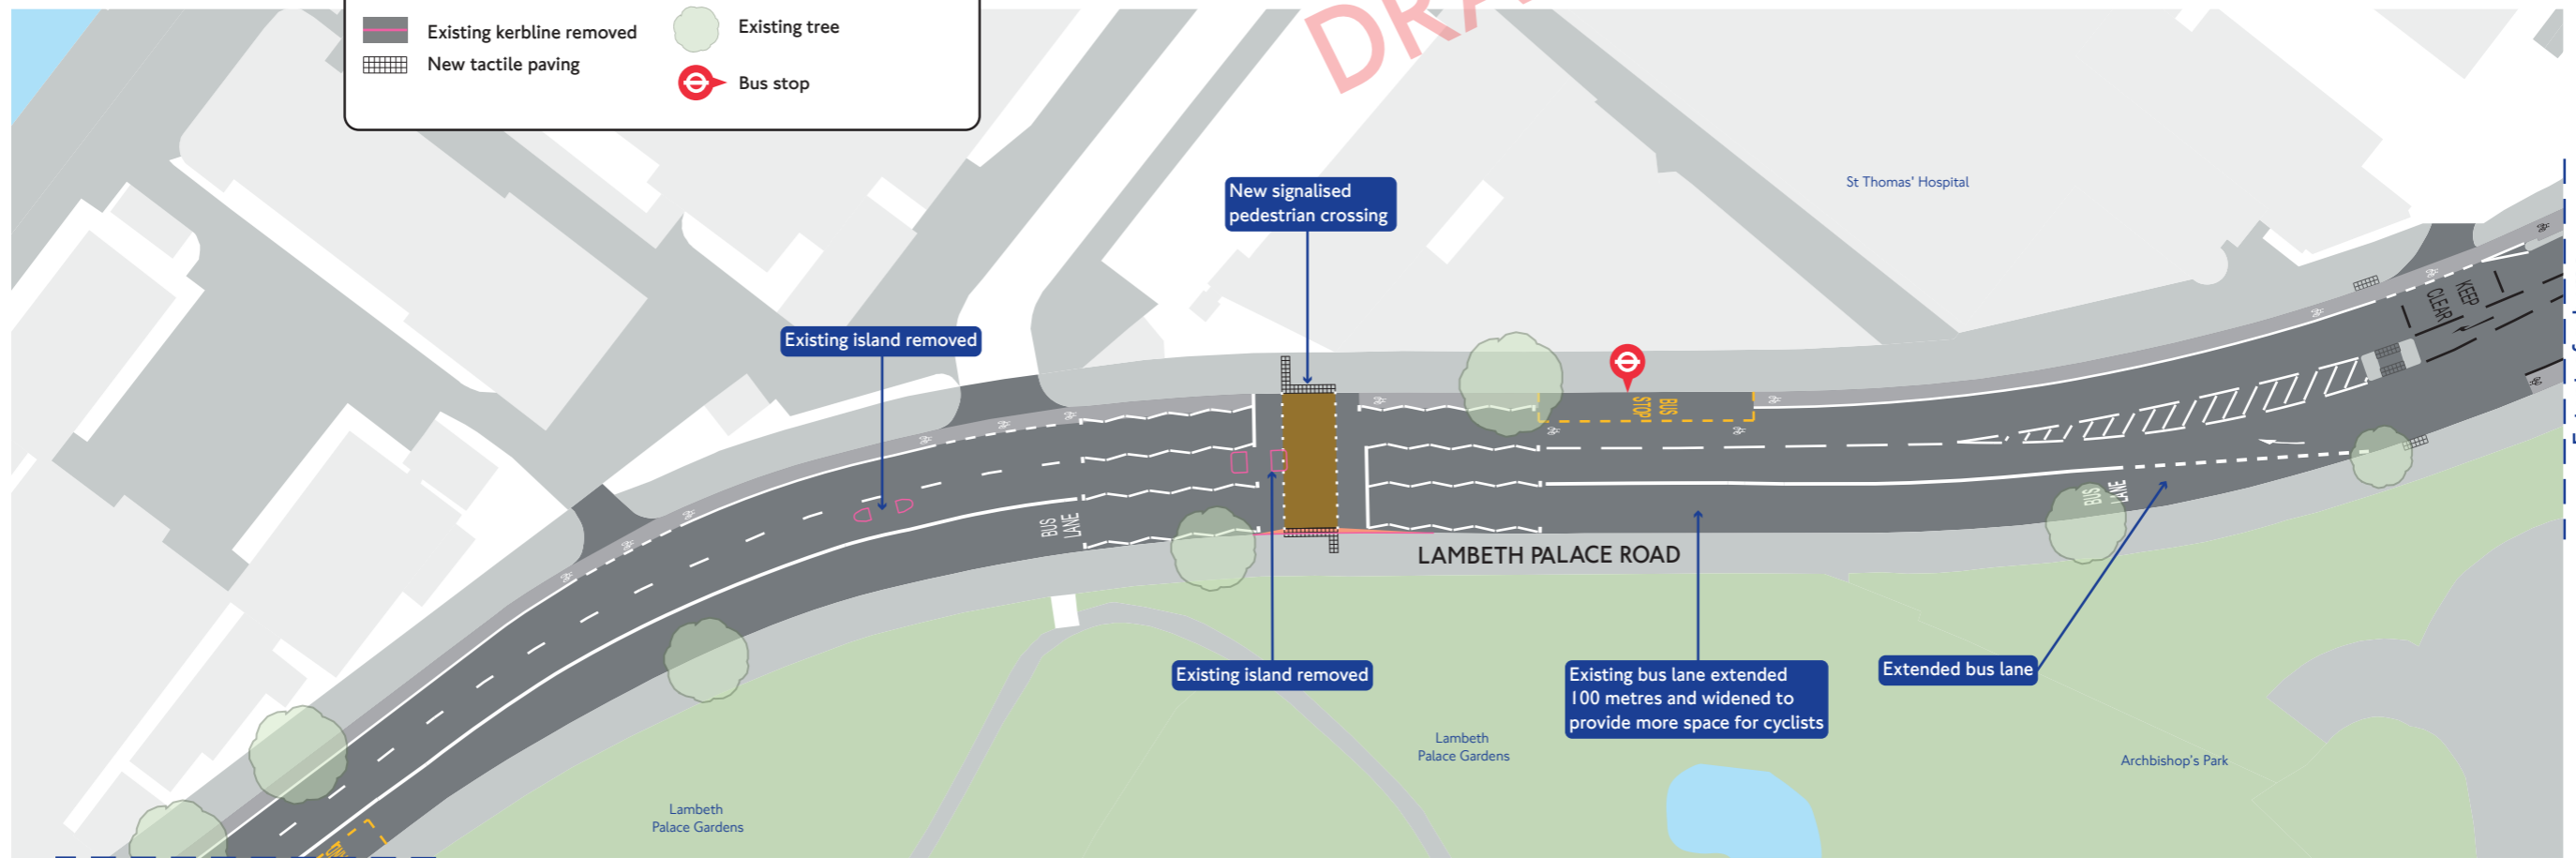 Existing kerbline removed
Existing tree
New tactile paving
Bus stop
St Thomas' Hospital
New signalised
pedestrian crossing
KEEP
CLEAR
Existing island removed
BUS
STOP
BUS
LANE
BUS
LANE
LAMBETH PALACE ROAD
Existing island removed
Existing bus lane extended
100 metres and widened to
provide more space for cyclists
Extended bus lane
Lambeth
Palace Gardens
Archbishop's Park
Lambeth
Palace Gardens